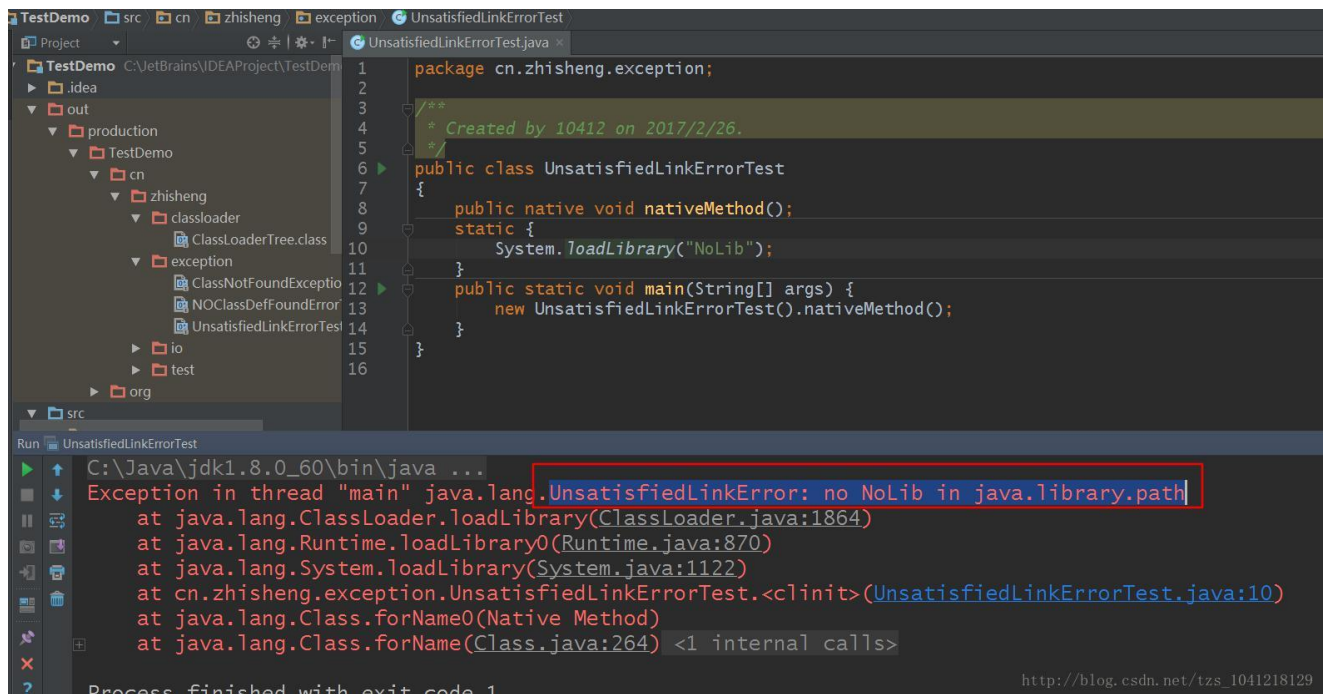 TestDemo src cn zhisheng exception UnsatisfiedLinkErrorTest
Project UnsatisfiedLinkErrorTest.java
TestDemo C:\JetBrains\IDEAProject\TestDem
.idea
out
production
TestDemo
cn
zhisheng
classloader
ClassLoaderTree.class
exception
ClassNotFoundExceptio
NOClassDefFoundError
UnsatisfiedLinkErrorTest
io
test
org
src
1 package cn.zhisheng.exception;
2
3 /**
4 * Created by 10412 on 2017/2/26.
5 */
6 public class UnsatisfiedLinkErrorTest
7 {
8 public native void nativeMethod();
9 static {
10 System.loadLibrary("NoLib");
11 }
12 public static void main(String[] args) {
13 new UnsatisfiedLinkErrorTest().nativeMethod();
14 }
15 }
16
Run UnsatisfiedLinkErrorTest
C:\Java\jdk1.8.0_60\bin\java ...
Exception in thread "main" java.lang.UnsatisfiedLinkError: no NoLib in java.library.path
at java.lang.ClassLoader.loadLibrary(ClassLoader.java:1864)
at java.lang.Runtime.loadLibrary0(Runtime.java:870)
at java.lang.System.loadLibrary(System.java:1122)
at cn.zhisheng.exception.UnsatisfiedLinkErrorTest.<clinit>(UnsatisfiedLinkErrorTest.java:10)
at java.lang.Class.forName0(Native Method)
at java.lang.Class.forName(Class.java:264) <1 internal calls>
Process finished with exit code 1
http://blog.csdn.net/tzs_1041218129